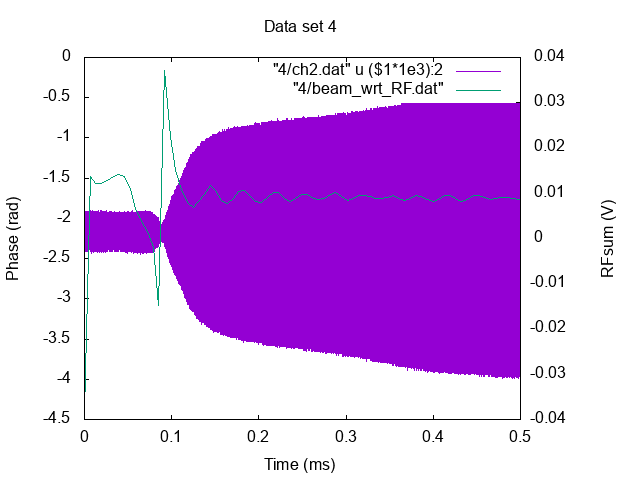 Data set 4
"4/ch2.dat" u ($1*1e3):2
"4/beam_wrt_RF.dat"
0
-0.5
-1
-1.5
-2
-2.5
-3
-3.5
-4
-4.5
Phase (rad)
0.04
0.03
0.02
0.01
0
-0.01
-0.02
-0.03
-0.04
RFsum (V)
0 0.1 0.2 0.3 0.4 0.5
Time (ms)